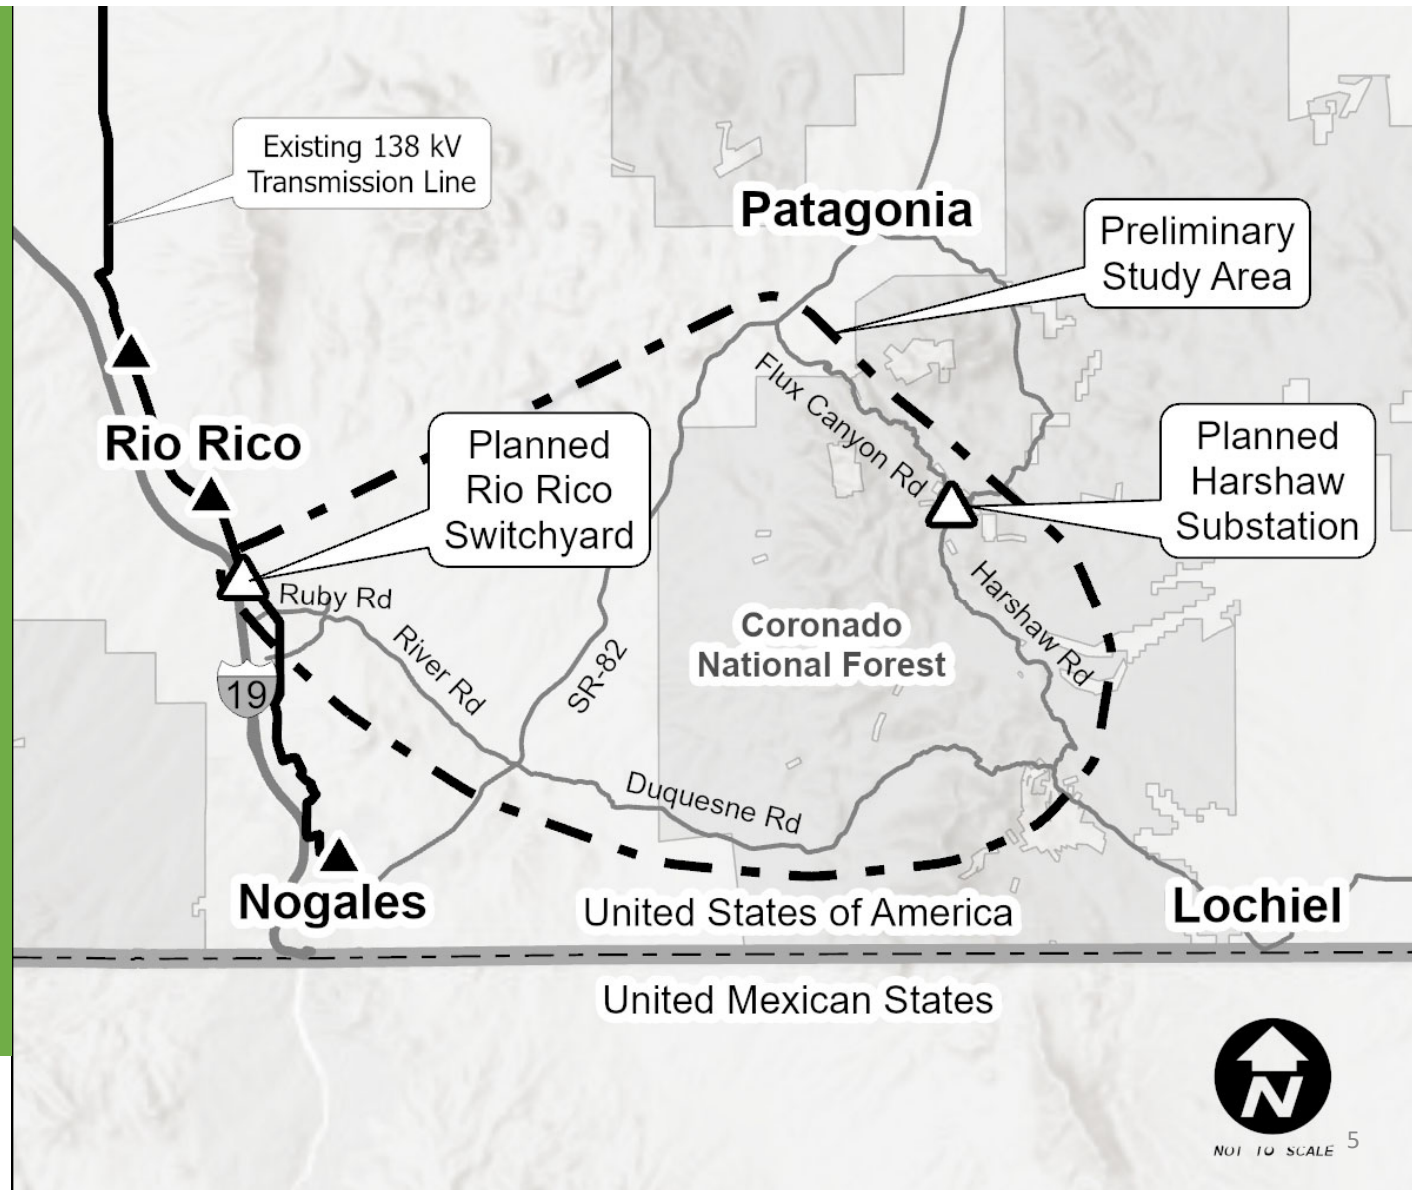 Existing 138 kV
Transmission Line
Patagonia
Preliminary
Study Area
Flux Canyon Rd
Rio Rico
Planned
Rio Rico
Switchyard
Planned
Harshaw
Substation
Ruby Rd
River Rd
SR-82
Coronado
National Forest
Harshaw Rd
19
Duquesne Rd
Nogales
United States of America
Lochiel
United Mexican States
N
NOT TO SCALE
5